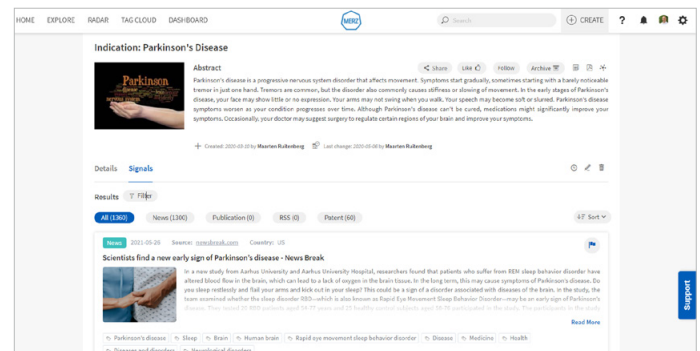 HOME EXPLORE RADAR TAG CLOUD DASHBOARD MERZ Search CREATE ?
Indication: Parkinson's Disease
Parkinson
Abstract
Share Like Follow Archive
Parkinson's disease is a progressive nervous system disorder that affects movement. Symptoms start gradually, sometimes starting with a barely noticeable
tremor in just one hand. Tremors are common, but the disorder also commonly causes stiffness or slowing of movement. In the early stages of Parkinson's
disease, your face may show little or no expression. Your arms may not swing when you walk. Your speech may become soft or slurred. Parkinson's disease
symptoms worsen as your condition progresses over time. Although Parkinson's disease can't be cured, medications might significantly improve your
symptoms. Occasionally, your doctor may suggest surgery to regulate certain regions of your brain and improve your symptoms.
Created: by Maarten Ruitenberg Last change: by Maarten Ruitenberg
Details Signals
Results Filter
All (1360) News (1300) Publication (0) RSS (0) Patent (60) Sort
News 2021-05-28 Source: newsbreak.com Country: US
Scientists find a new early sign of Parkinson's disease - News Break
In a new study from Aarhus University and Aarhus University Hospital, researchers found that patients who suffer from REM sleep behavior disorder have
altered blood flow in the brain, which can lead to a lack of oxygen in the brain tissue. In the long term, this may cause symptoms of Parkinson's disease. Do
you sleep restlessly and flail your arms and kick out in your sleep? This could be a sign of a disorder associated with diseases of the brain. In the study, the
team examined whether the sleep disorder RBD—which is also known as Rapid Eye Movement Sleep Behavior Disorder—may be an early sign of Parkinson's
Read More
Parkinson's disease Sleep Brain Human brain Rapid eye movement sleep behavior disorder Disease Medicine Health
Diseases and disorders Neurological disorders
Support